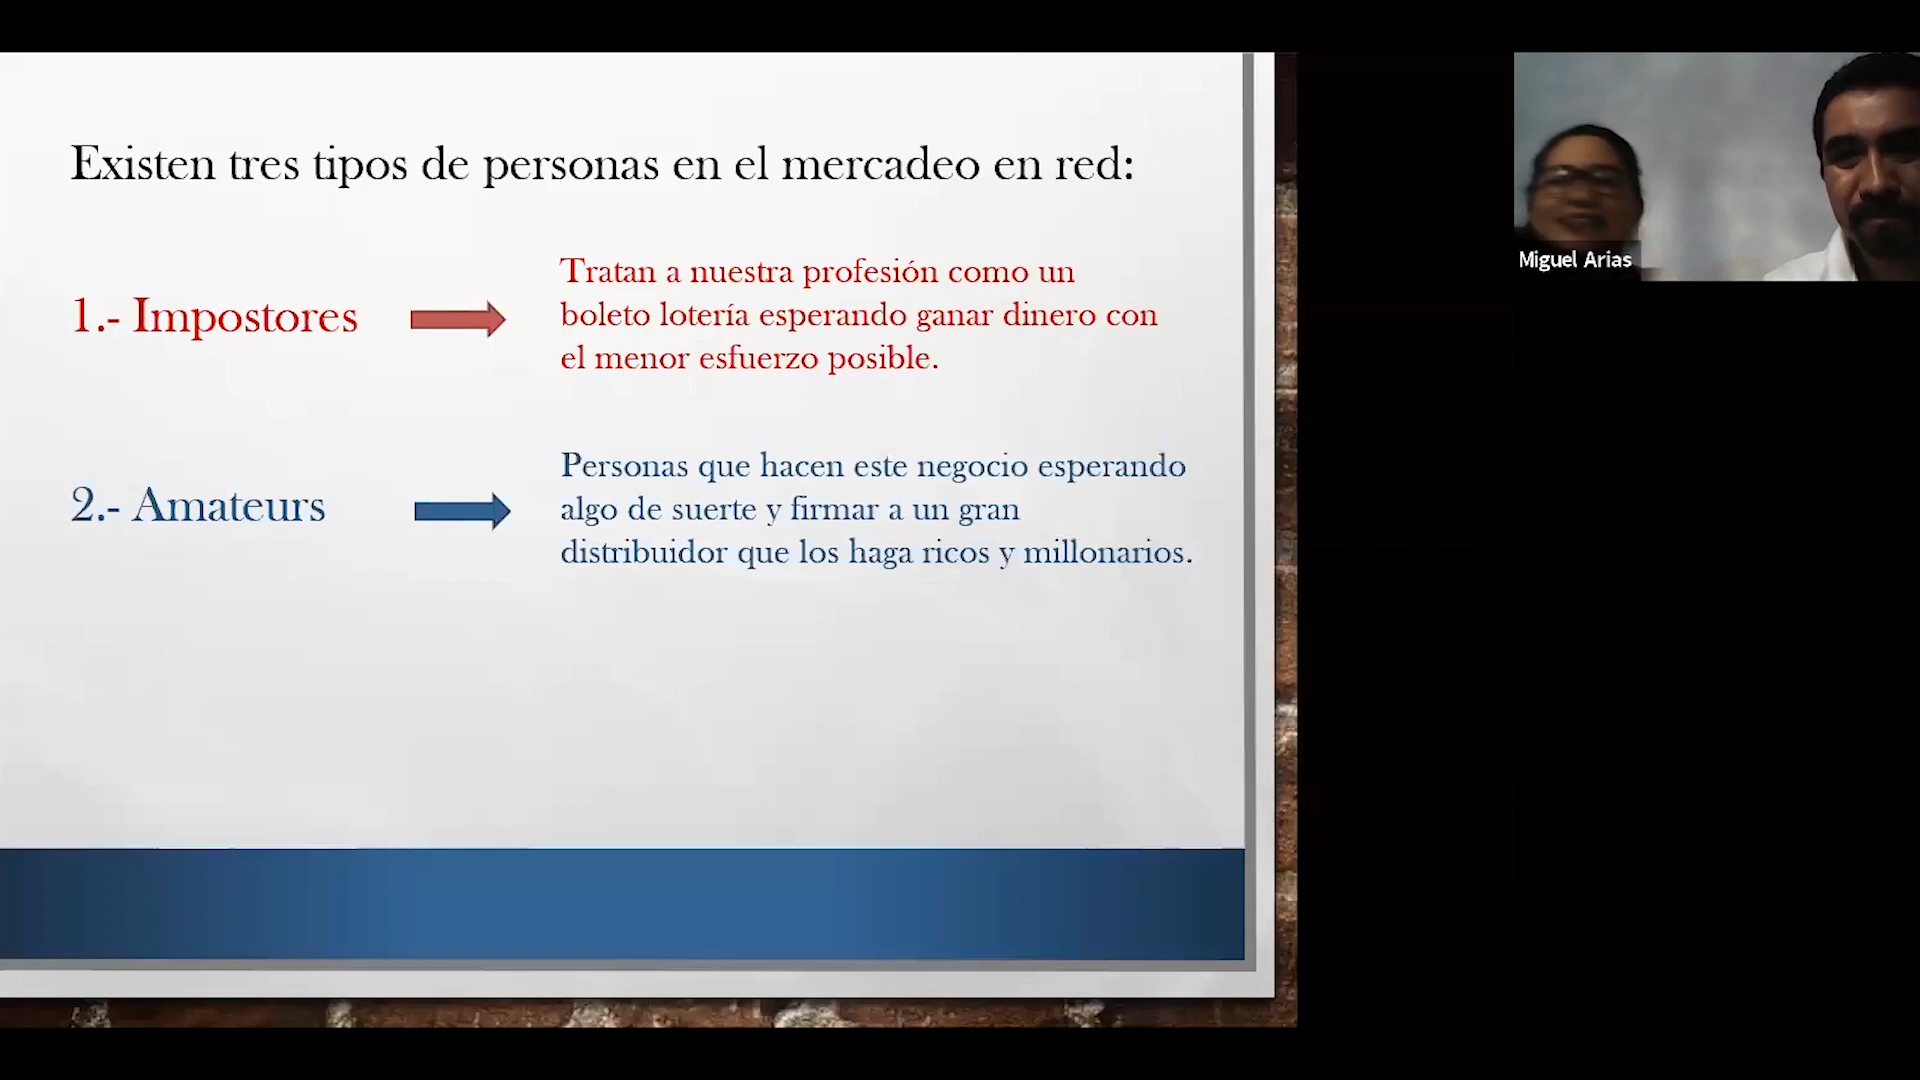 Existen tres tipos de personas en el mercadeo en red:
1.- Impostores
Tratan a nuestra profesión como un
boleto lotería esperando ganar dinero con
el menor esfuerzo posible.
2.- Amateurs
Personas que hacen este negocio esperando
algo de suerte y firmar a un gran
distribuidor que los haga ricos y millonarios.
Miguel Arias